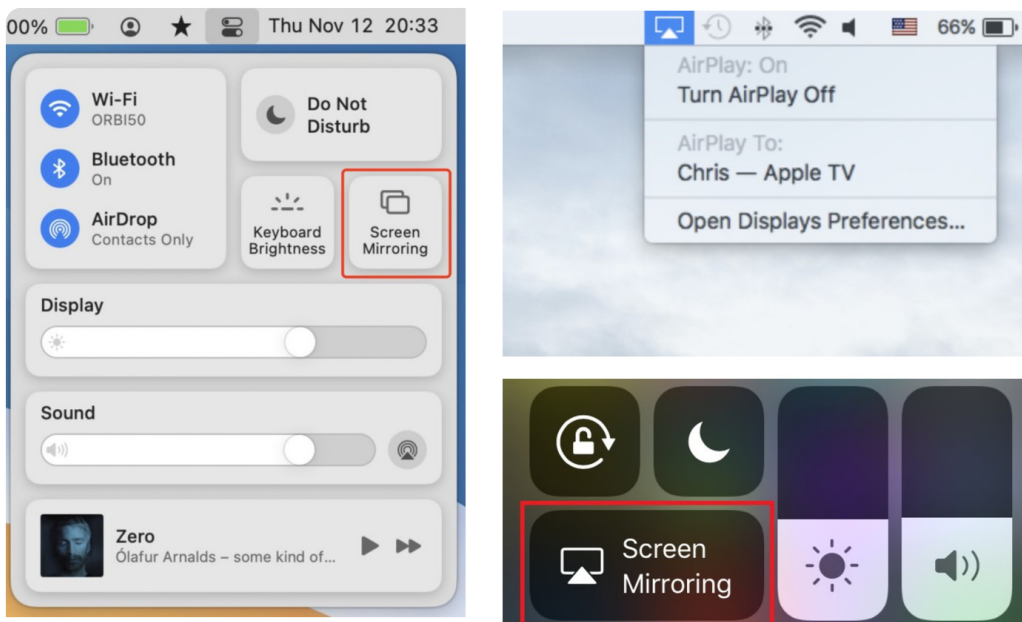 00%
Thu Nov 12 20:33
Wi-Fi
ORBI50
Bluetooth
On
AirDrop
Contacts Only
Do Not
Disturb
Keyboard
Brightness
Screen
Mirroring
Display
Sound
Zero
Ólafur Arnalds – some kind of...
66%
AirPlay: On
Turn AirPlay Off
AirPlay To:
Chris — Apple TV
Open Displays Preferences...
Screen
Mirroring